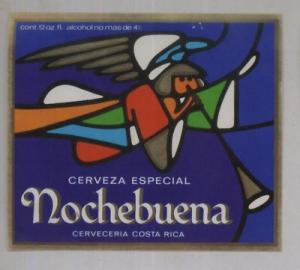 cont. 12 oz. fl. alcohol no mas de 4%
CERVEZA ESPECIAL
Nochebuena
CERVECERIA COSTA RICA